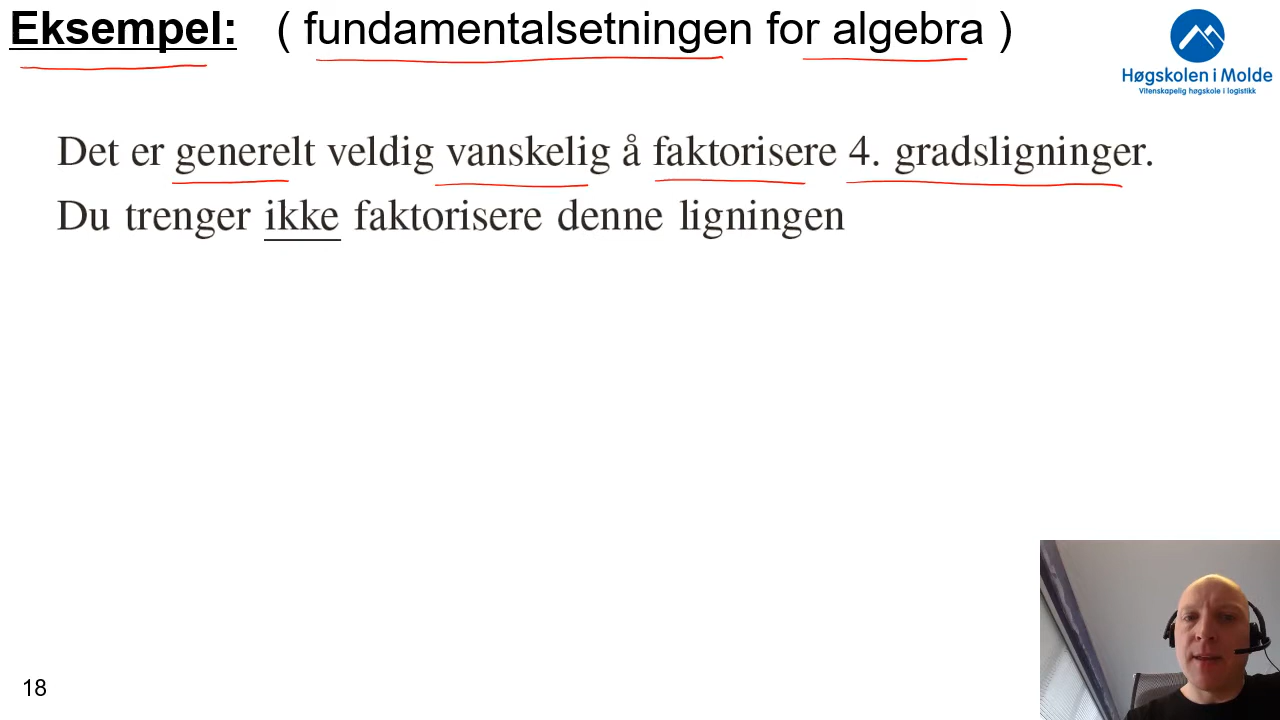 Eksempel: ( fundamentalsetningen for algebra )
Høgskolen i Molde
Vitenskapelig høgskole i logistikk
Det er generelt veldig vanskelig å faktorisere 4. gradsligninger.
Du trenger ikke faktorisere denne ligningen
18